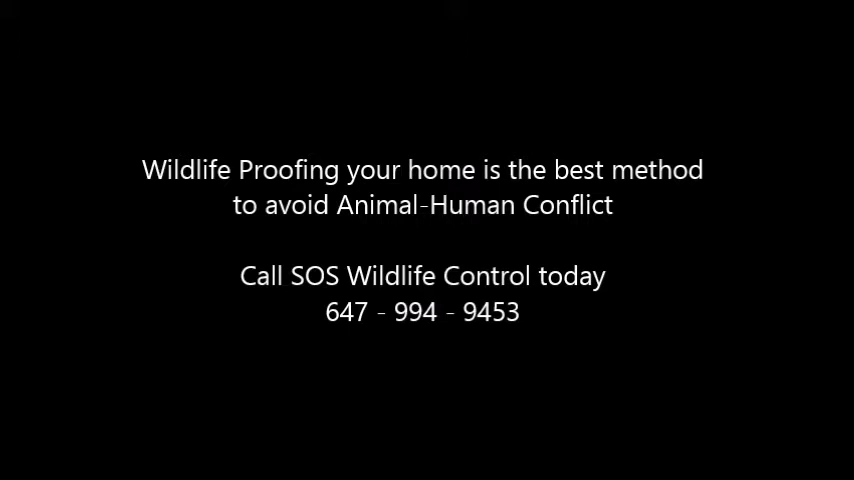 Wildlife Proofing your home is the best method
to avoid Animal-Human Conflict
Call SOS Wildlife Control today
647 - 994 - 9453